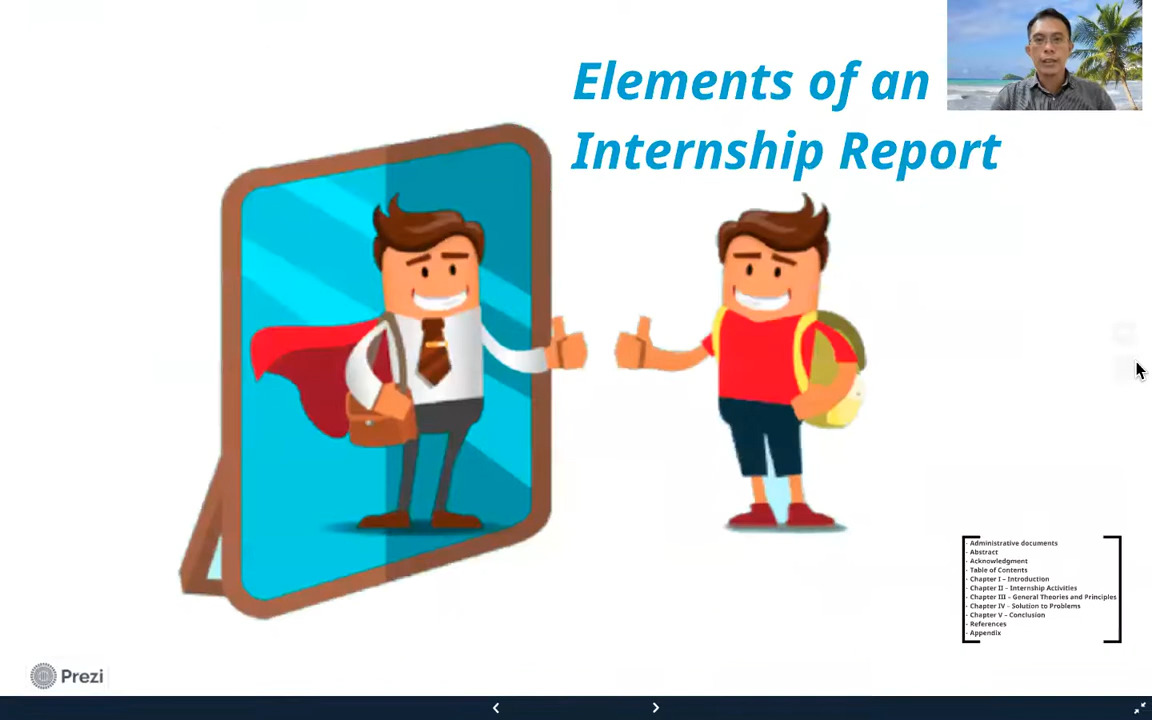 Elements of an
Internship Report
- Administrative documents
- Abstract
- Acknowledgment
- Table of Contents
- Chapter I – Introduction
- Chapter II – Internship Activities
- Chapter III – General Theories and Principles
- Chapter IV – Solution to Problems
- Chapter V – Conclusion
- References
- Appendix
Prezi